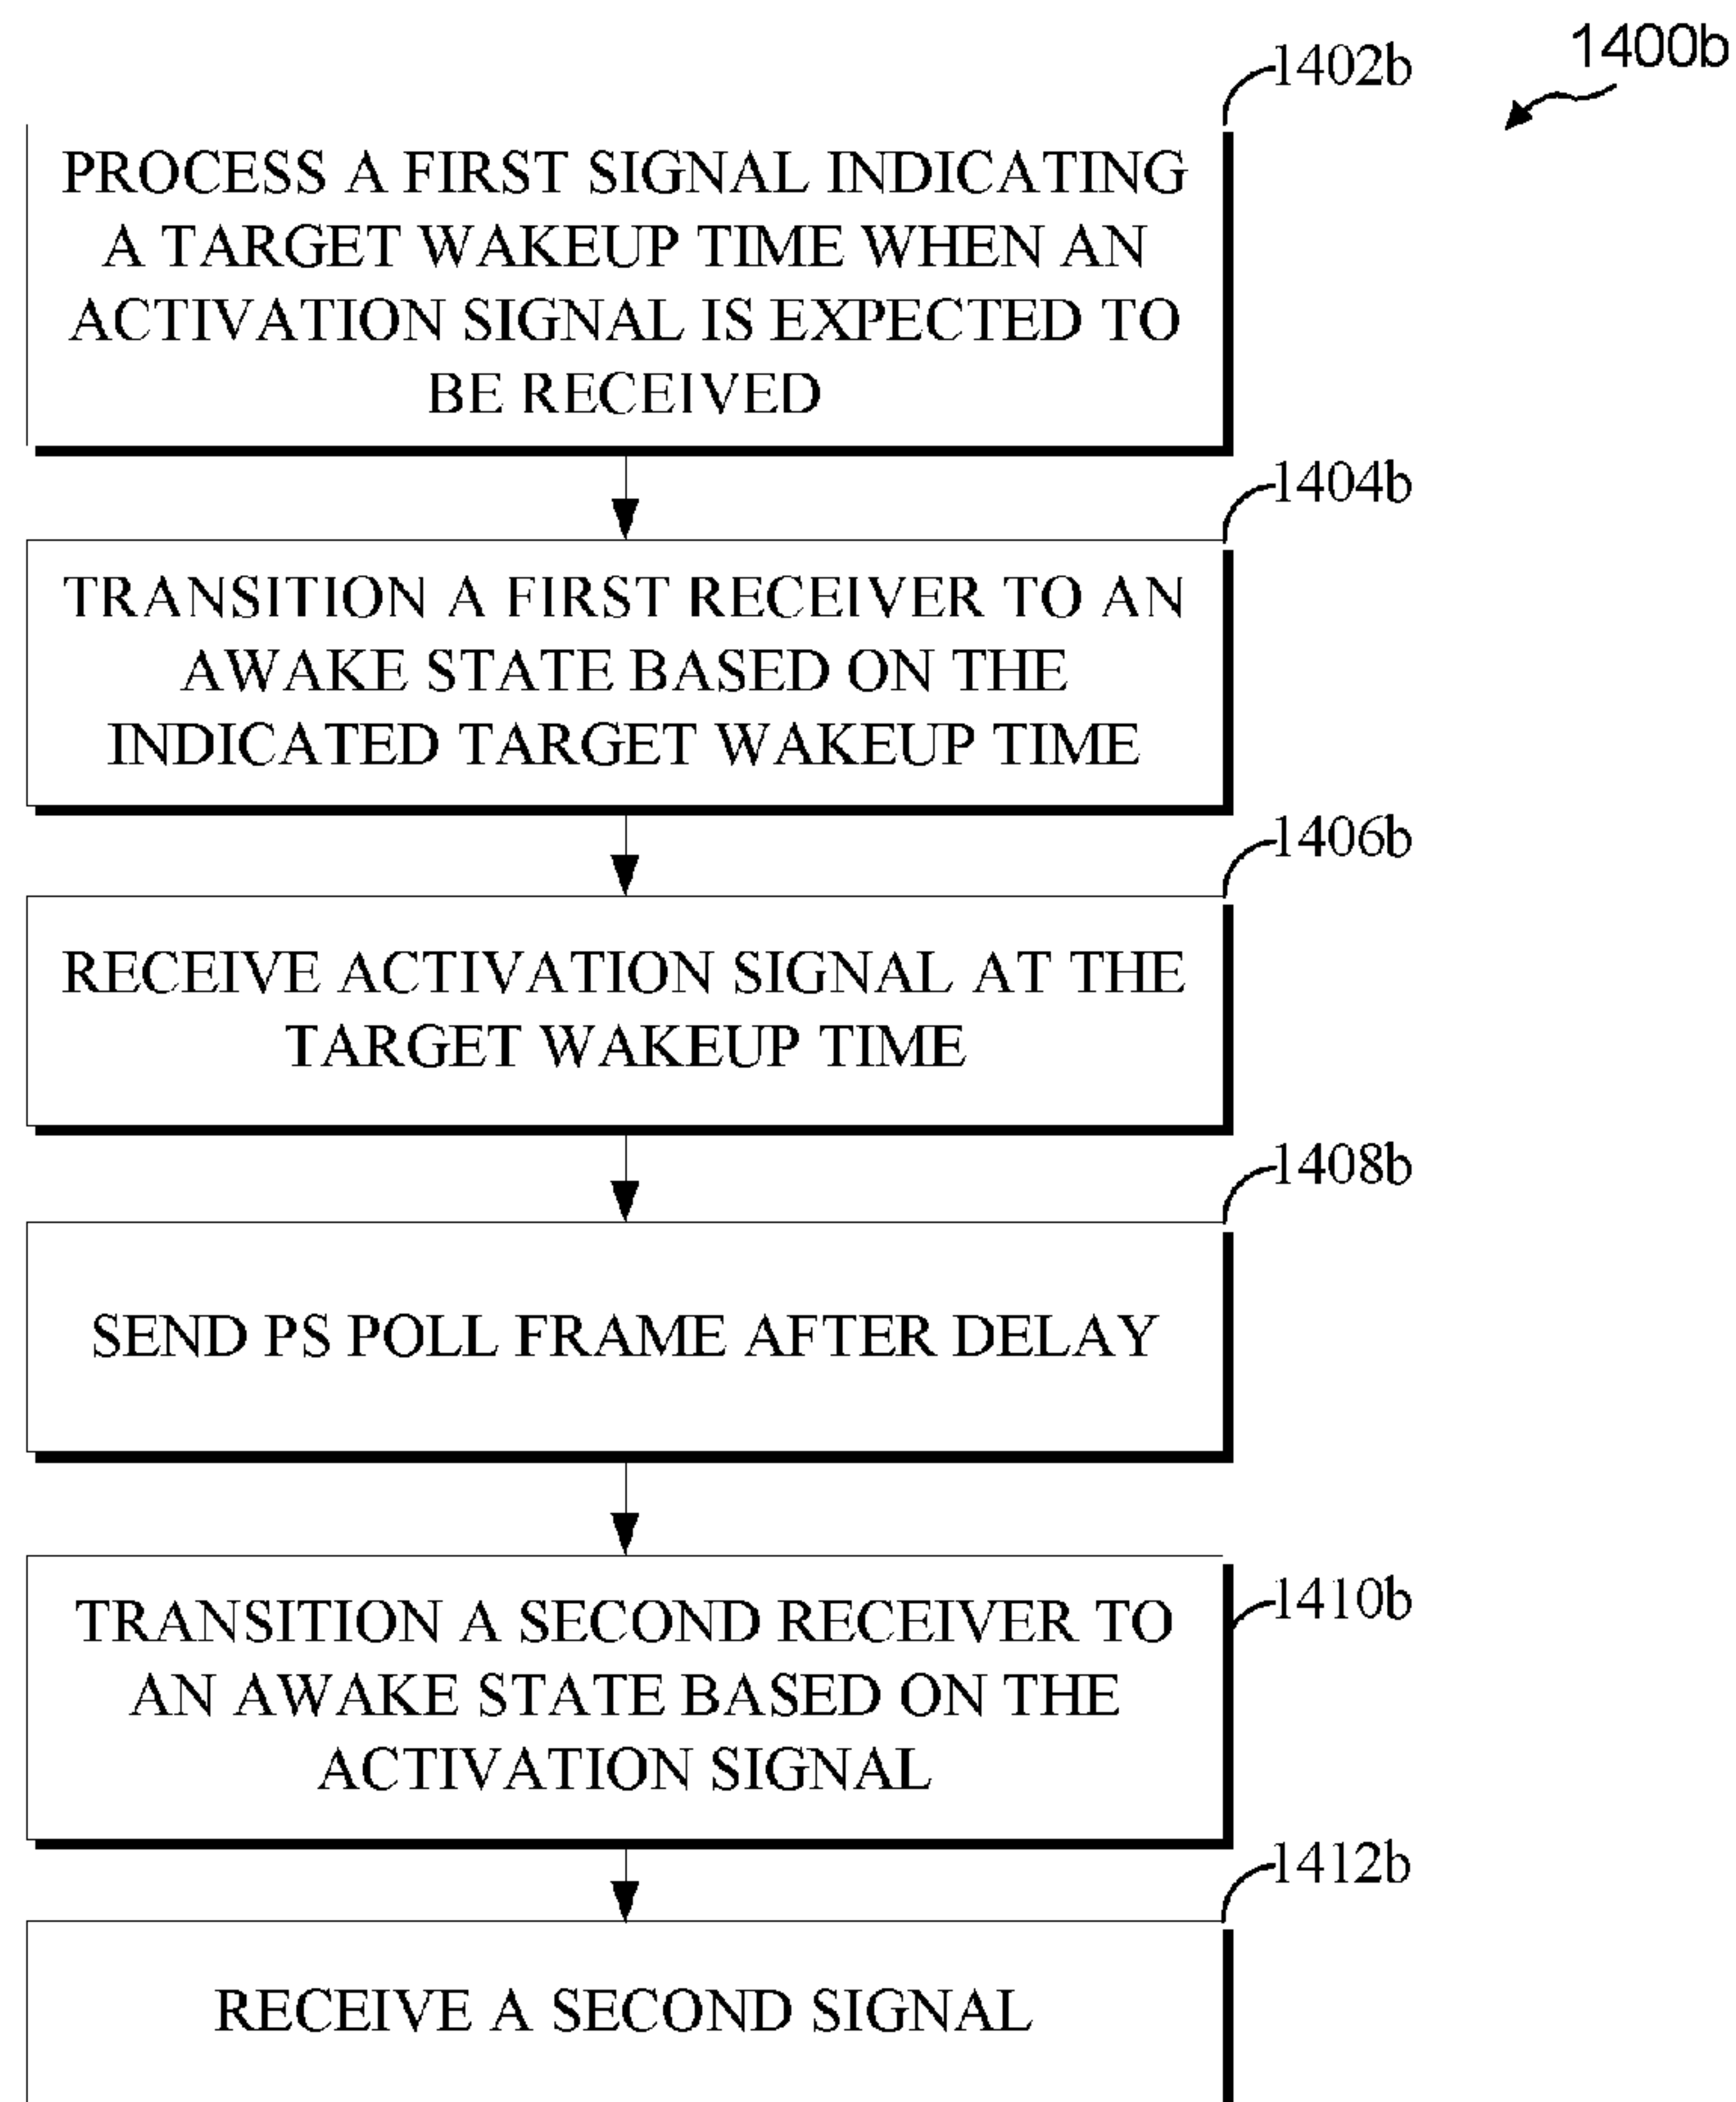 1400b
1402b
PROCESS A FIRST SIGNAL INDICATING
A TARGET WAKEUP TIME WHEN AN
ACTIVATION SIGNAL IS EXPECTED TO
BE RECEIVED
1404b
TRANSITION A FIRST RECEIVER TO AN
AWAKE STATE BASED ON THE
INDICATED TARGET WAKEUP TIME
1406b
RECEIVE ACTIVATION SIGNAL AT THE
TARGET WAKEUP TIME
1408b
SEND PS POLL FRAME AFTER DELAY
1410b
TRANSITION A SECOND RECEIVER TO
AN AWAKE STATE BASED ON THE
ACTIVATION SIGNAL
1412b
RECEIVE A SECOND SIGNAL